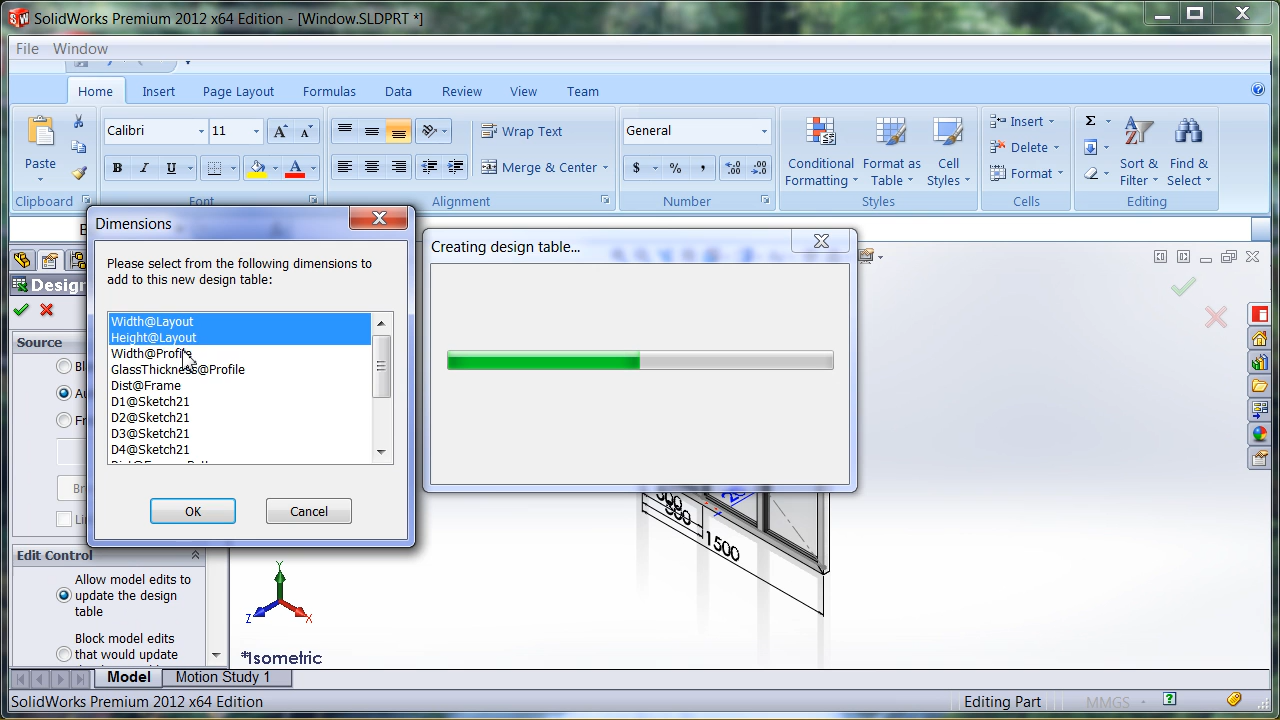 SolidWorks Premium 2012 x64 Edition - [Window.SLDPRT *]
File Window
Home Insert Page Layout Formulas Data Review View Team
Paste
Clipboard
Calibri 11
B I U A
Font
Wrap Text
Merge & Center
Alignment
General
$ % ,
Number
Conditional Formatting
Format as Table
Cell Styles
Styles
Insert
Delete
Format
Cells
Σ
Sort & Filter
Find & Select
Editing
Dimensions
Please select from the following dimensions to
add to this new design table:
Width@Layout
Height@Layout
Width@Profile
GlassThickness@Profile
Dist@Frame
D1@Sketch21
D2@Sketch21
D3@Sketch21
D4@Sketch21
OK Cancel
Creating design table...
Desig
Source
Bl
Au
Fr
Br
Li
Edit Control
Allow model edits to
update the design
table
Block model edits
that would update
1500
Y
Z X
*Isometric
Model Motion Study 1
SolidWorks Premium 2012 x64 Edition Editing Part MMGS